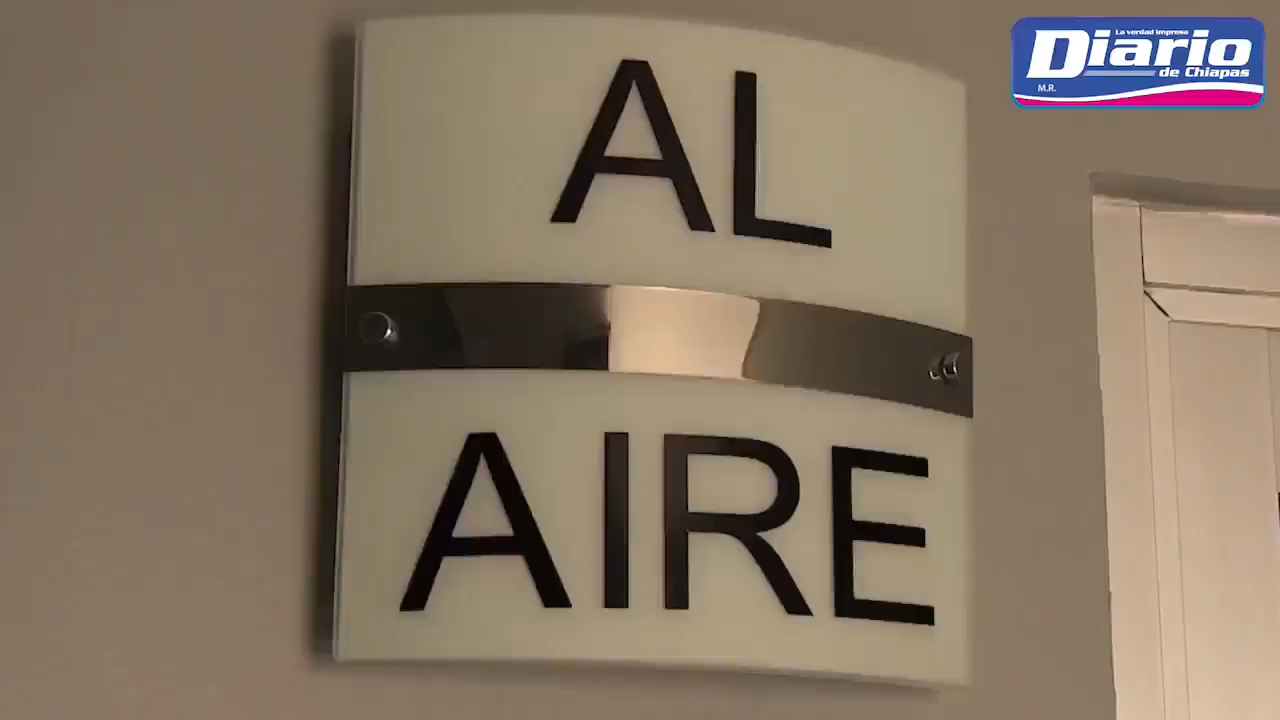 AL
AIRE
La verdad impresa
Diario
de Chiapas
M.R.